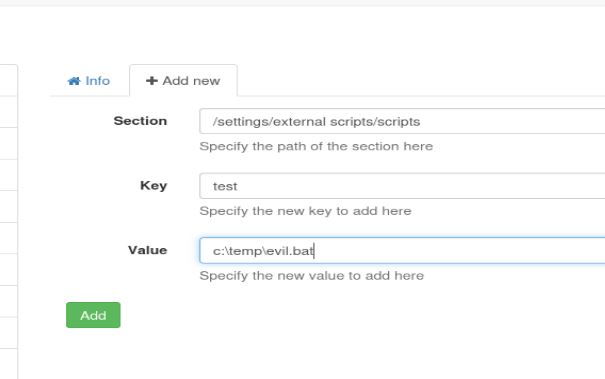 Info
Add new
Section
/settings/external scripts/scripts
Specify the path of the section here
Key
test
Specify the new key to add here
Value
c:\temp\evil.bat
Specify the new value to add here
Add